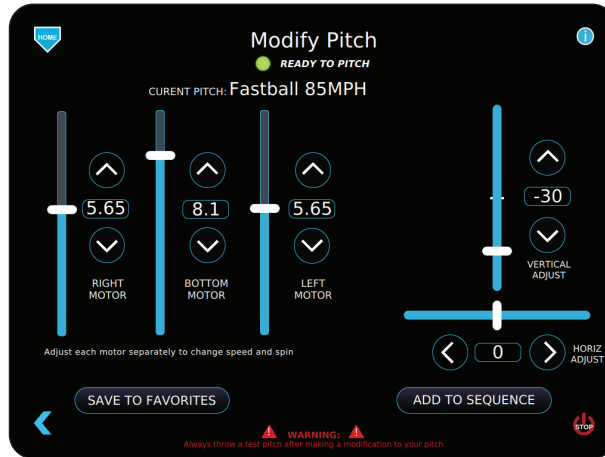 HOME
Modify Pitch
i
READY TO PITCH
CURENT PITCH: Fastball 85MPH
5.65
8.1
5.65
-30
RIGHT
MOTOR
BOTTOM
MOTOR
LEFT
MOTOR
VERTICAL
ADJUST
0
HORIZ
ADJUST
Adjust each motor separately to change speed and spin
SAVE TO FAVORITES
ADD TO SEQUENCE
STOP
! WARNING: !
Always throw a test pitch after making a modification to your pitch